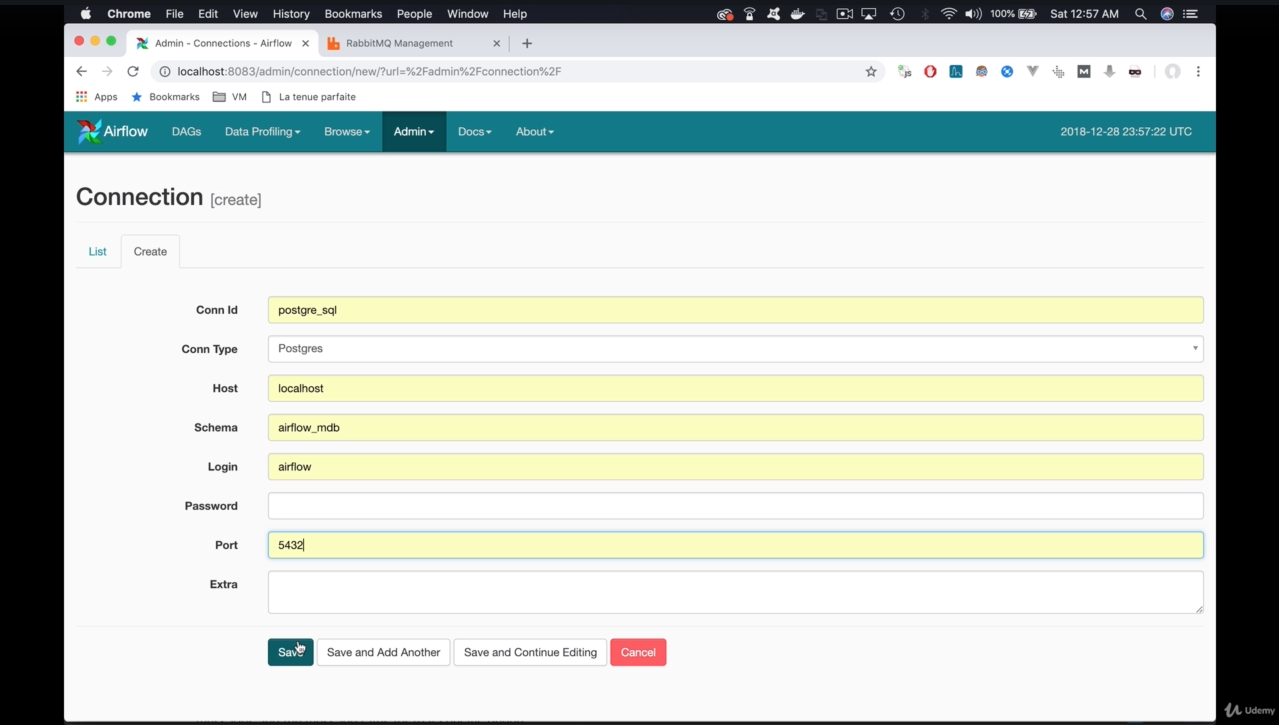 Chrome File Edit View History Bookmarks People Window Help 100% Sat 12:57 AM
Admin - Connections - Airflow RabbitMQ Management
localhost:8083/admin/connection/new/?url=%2Fadmin%2Fconnection%2F
Apps Bookmarks VM La tenue parfaite
Airflow DAGs Data Profiling Browse Admin Docs About 2018-12-28 23:57:22 UTC
Connection [create]
List Create
Conn Id postgre_sql
Conn Type Postgres
Host localhost
Schema airflow_mdb
Login airflow
Password
Port 5432
Extra
Save Save and Add Another Save and Continue Editing Cancel
Udemy